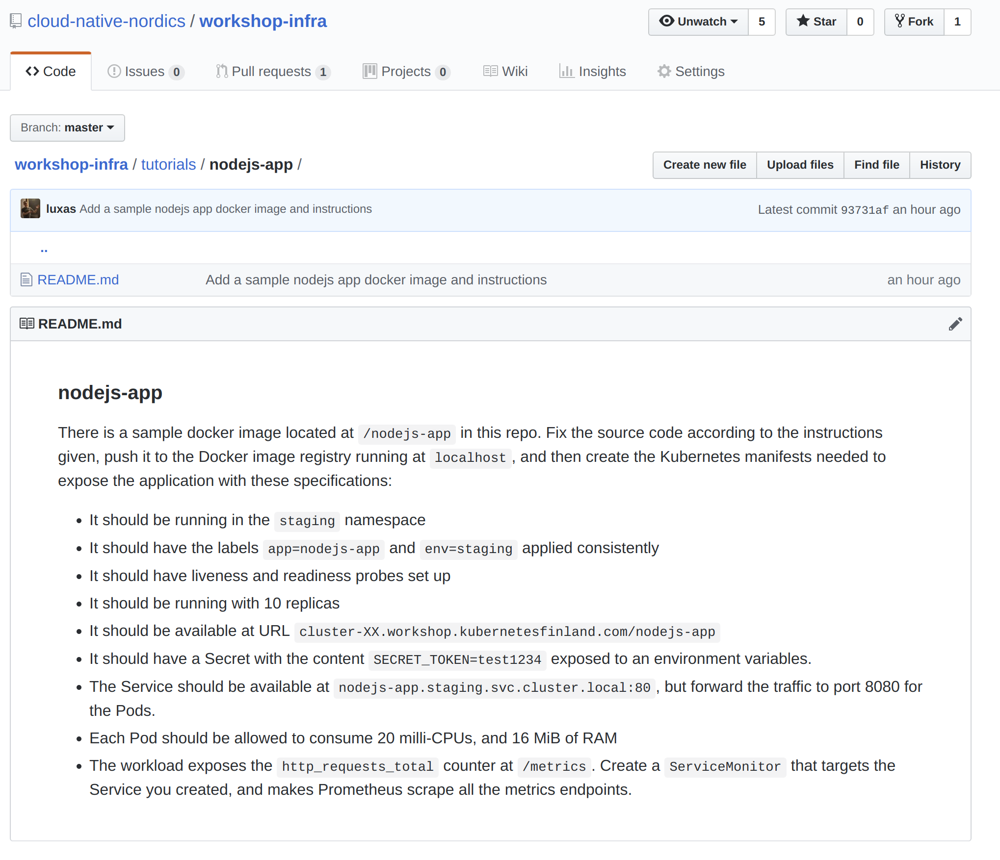 cloud-native-nordics / workshop-infra
Unwatch 5 Star 0 Fork 1
Code Issues 0 Pull requests 1 Projects 0 Wiki Insights Settings
Branch: master
workshop-infra / tutorials / nodejs-app /
Create new file Upload files Find file History
luxas Add a sample nodejs app docker image and instructions Latest commit 93731af an hour ago
..
README.md Add a sample nodejs app docker image and instructions an hour ago
README.md
nodejs-app
There is a sample docker image located at /nodejs-app in this repo. Fix the source code according to the instructions
given, push it to the Docker image registry running at localhost, and then create the Kubernetes manifests needed to
expose the application with these specifications:
• It should be running in the staging namespace
• It should have the labels app=nodejs-app and env=staging applied consistently
• It should have liveness and readiness probes set up
• It should be running with 10 replicas
• It should be available at URL cluster-XX.workshop.kubernetesfinland.com/nodejs-app
• It should have a Secret with the content SECRET_TOKEN=test1234 exposed to an environment variables.
• The Service should be available at nodejs-app.staging.svc.cluster.local:80, but forward the traffic to port 8080 for
the Pods.
• Each Pod should be allowed to consume 20 milli-CPUs, and 16 MiB of RAM
• The workload exposes the http_requests_total counter at /metrics. Create a ServiceMonitor that targets the
Service you created, and makes Prometheus scrape all the metrics endpoints.